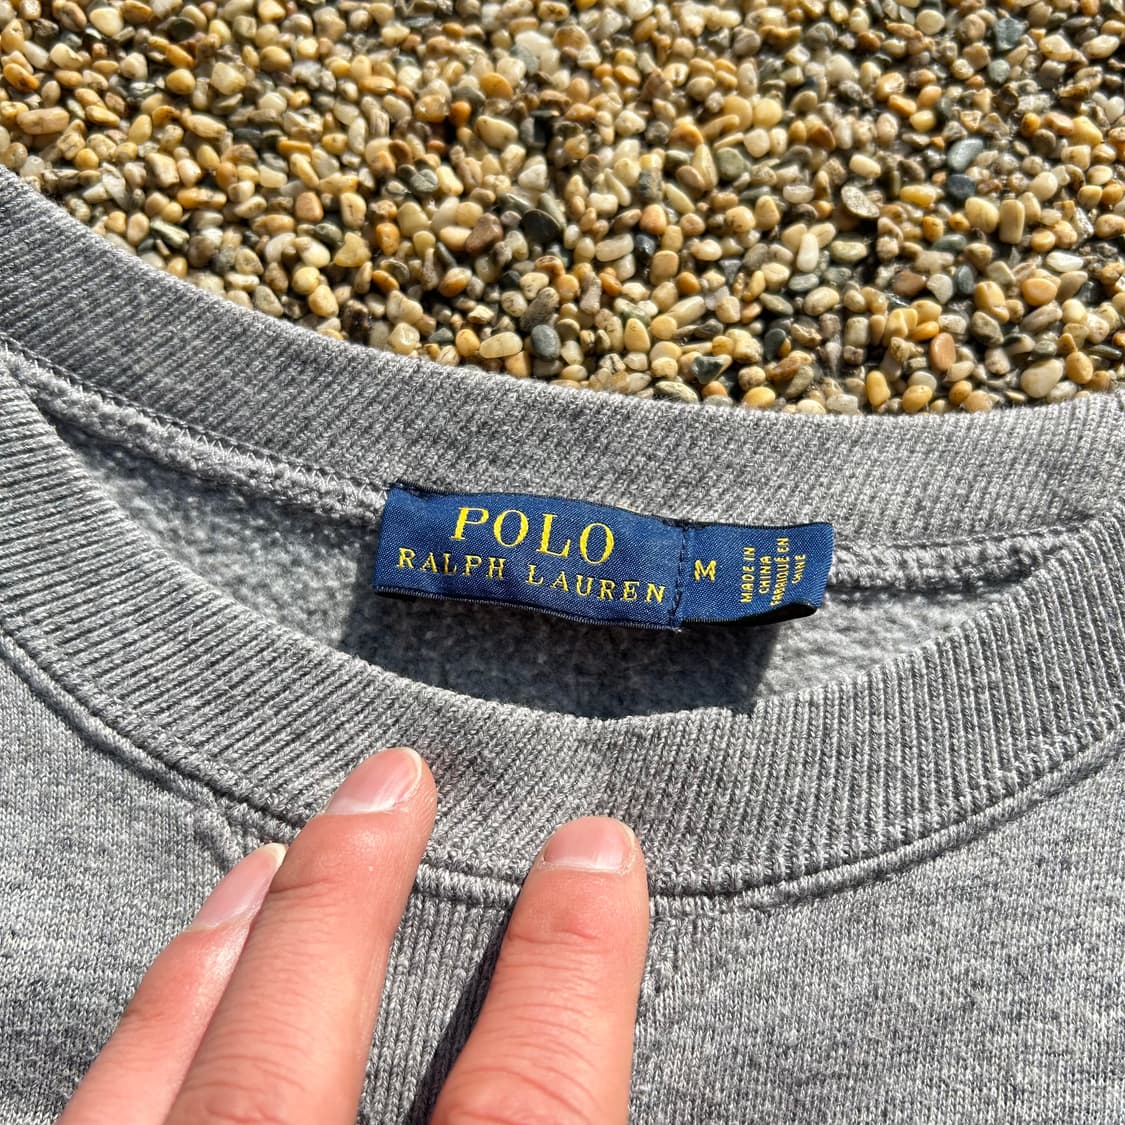 POLO
RALPH LAUREN
M
MADE IN
CHINA
FABRIQUÉ EN
CHINE